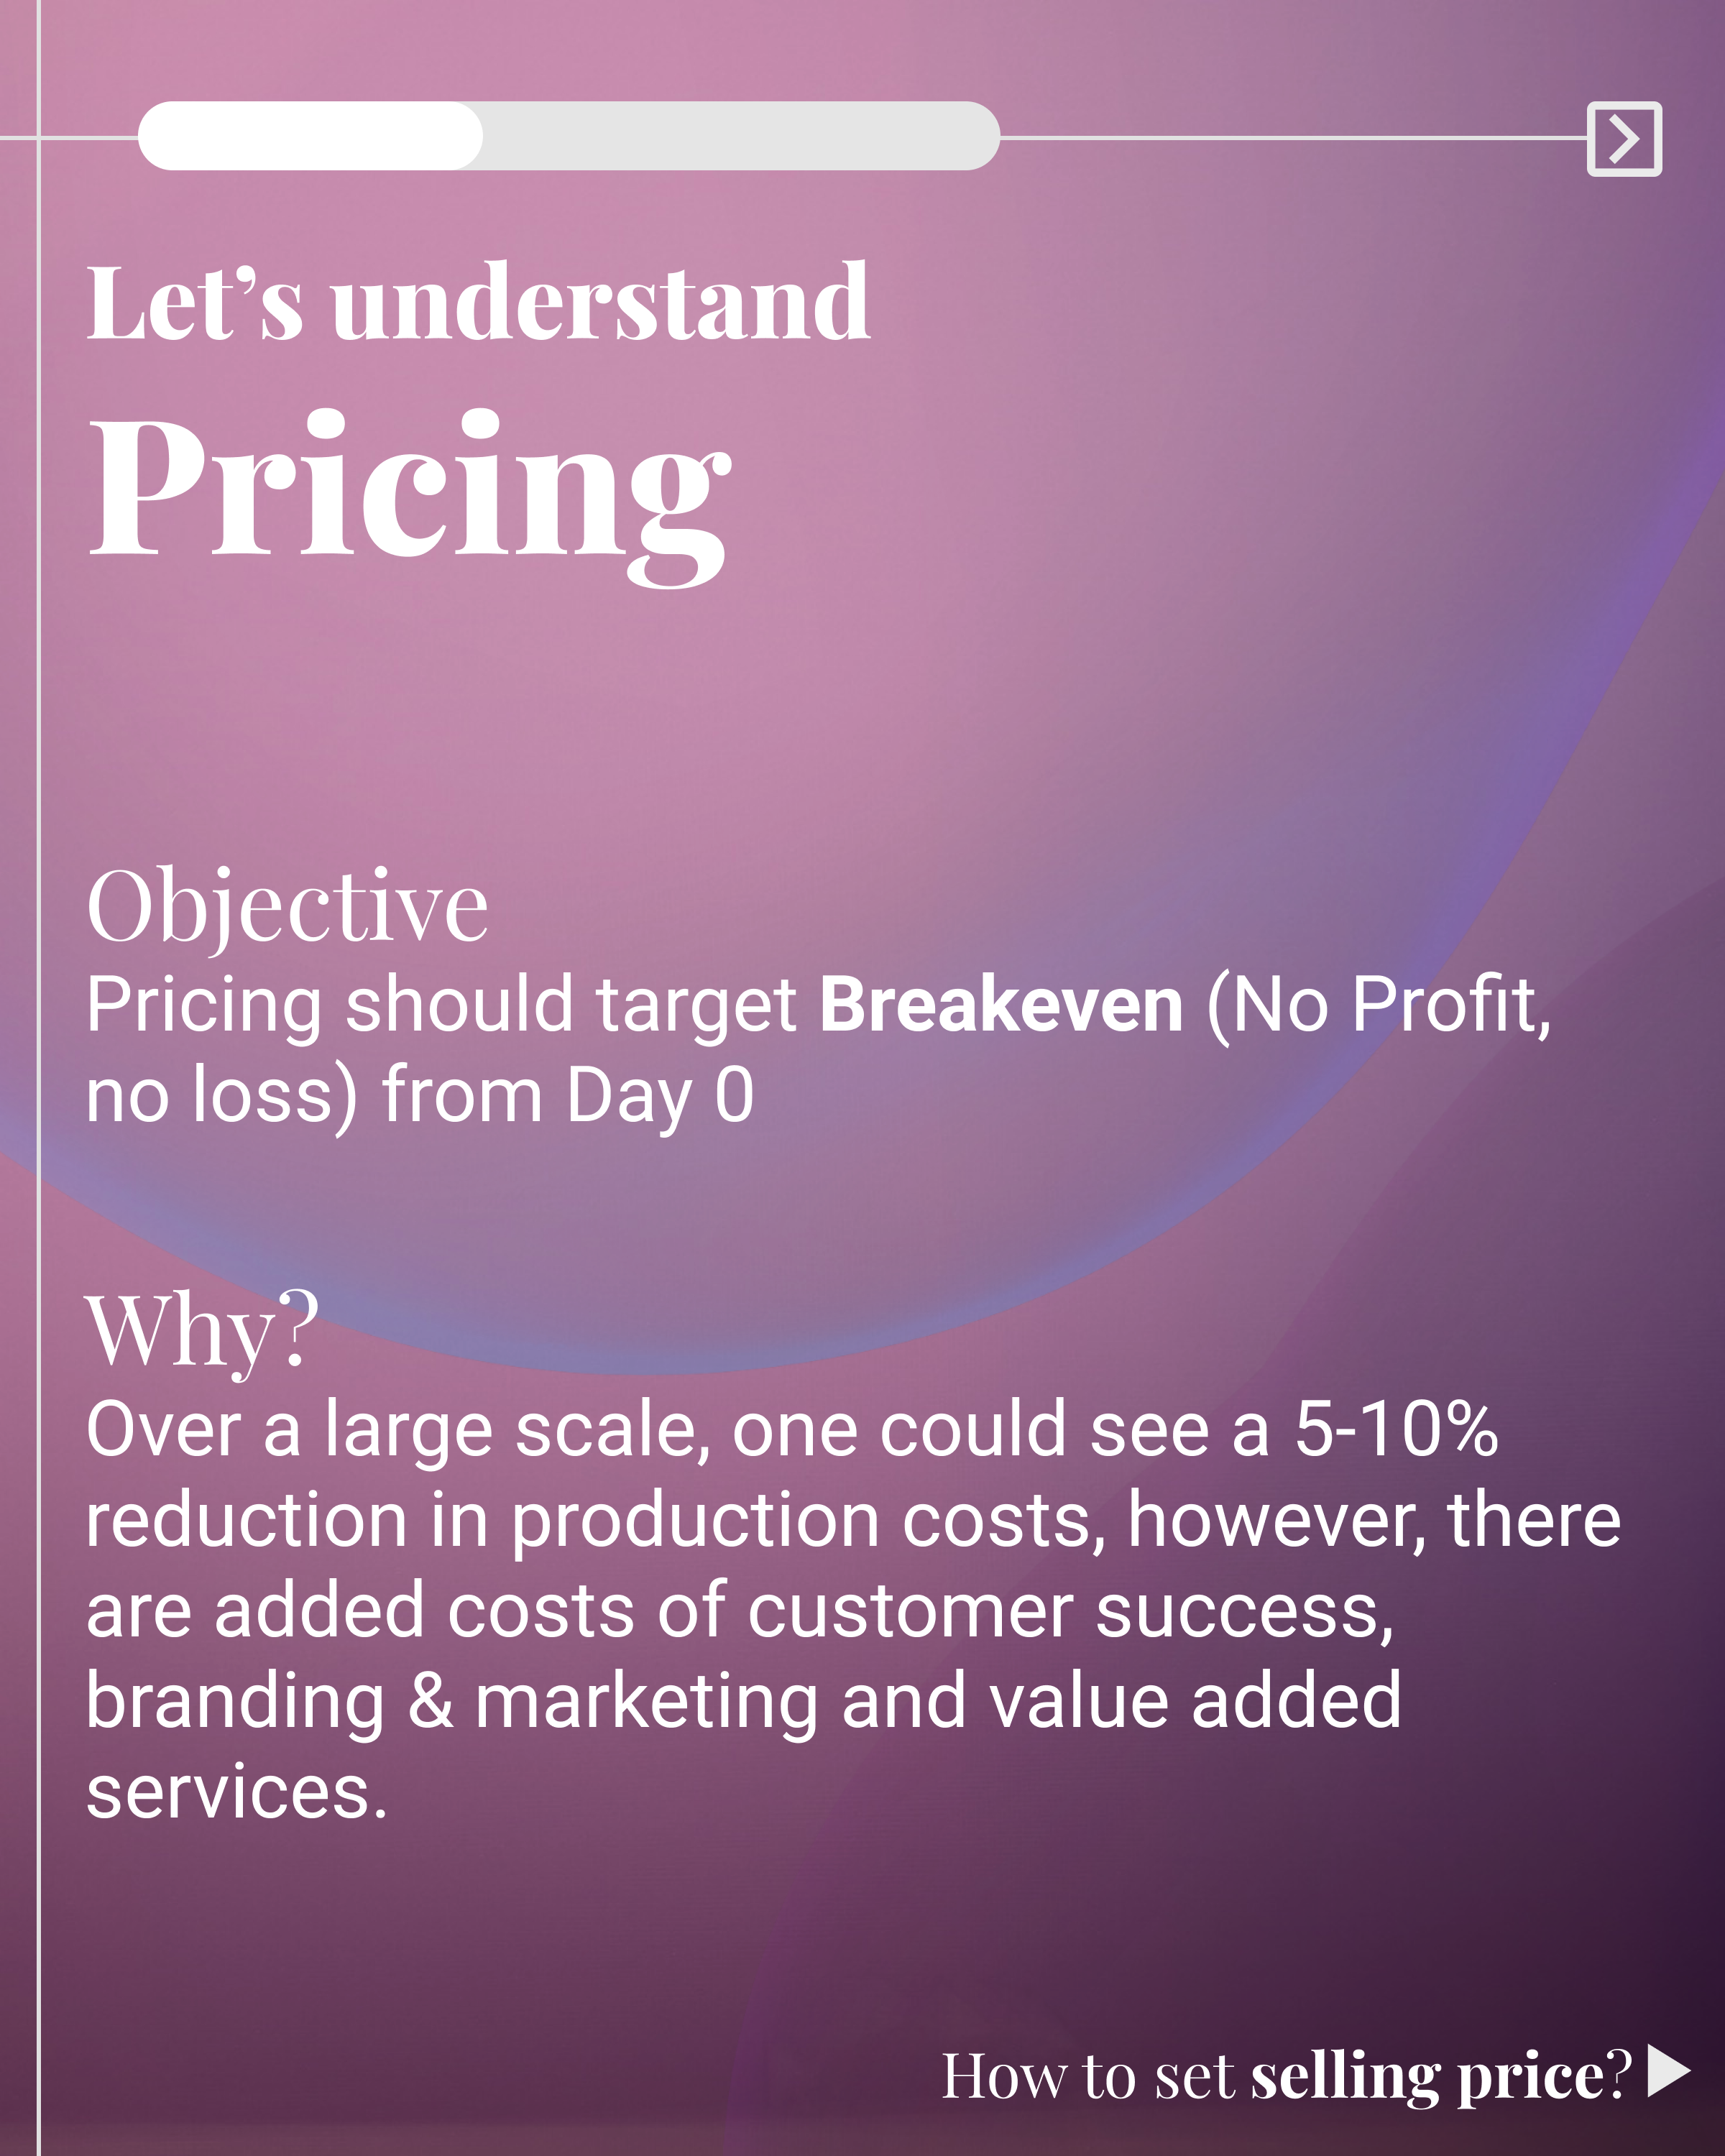 Let’s understand
Pricing
Objective
Pricing should target Breakeven (No Profit,
no loss) from Day 0
Why?
Over a large scale, one could see a 5-10%
reduction in production costs, however, there
are added costs of customer success,
branding & marketing and value added
services.
How to set selling price?